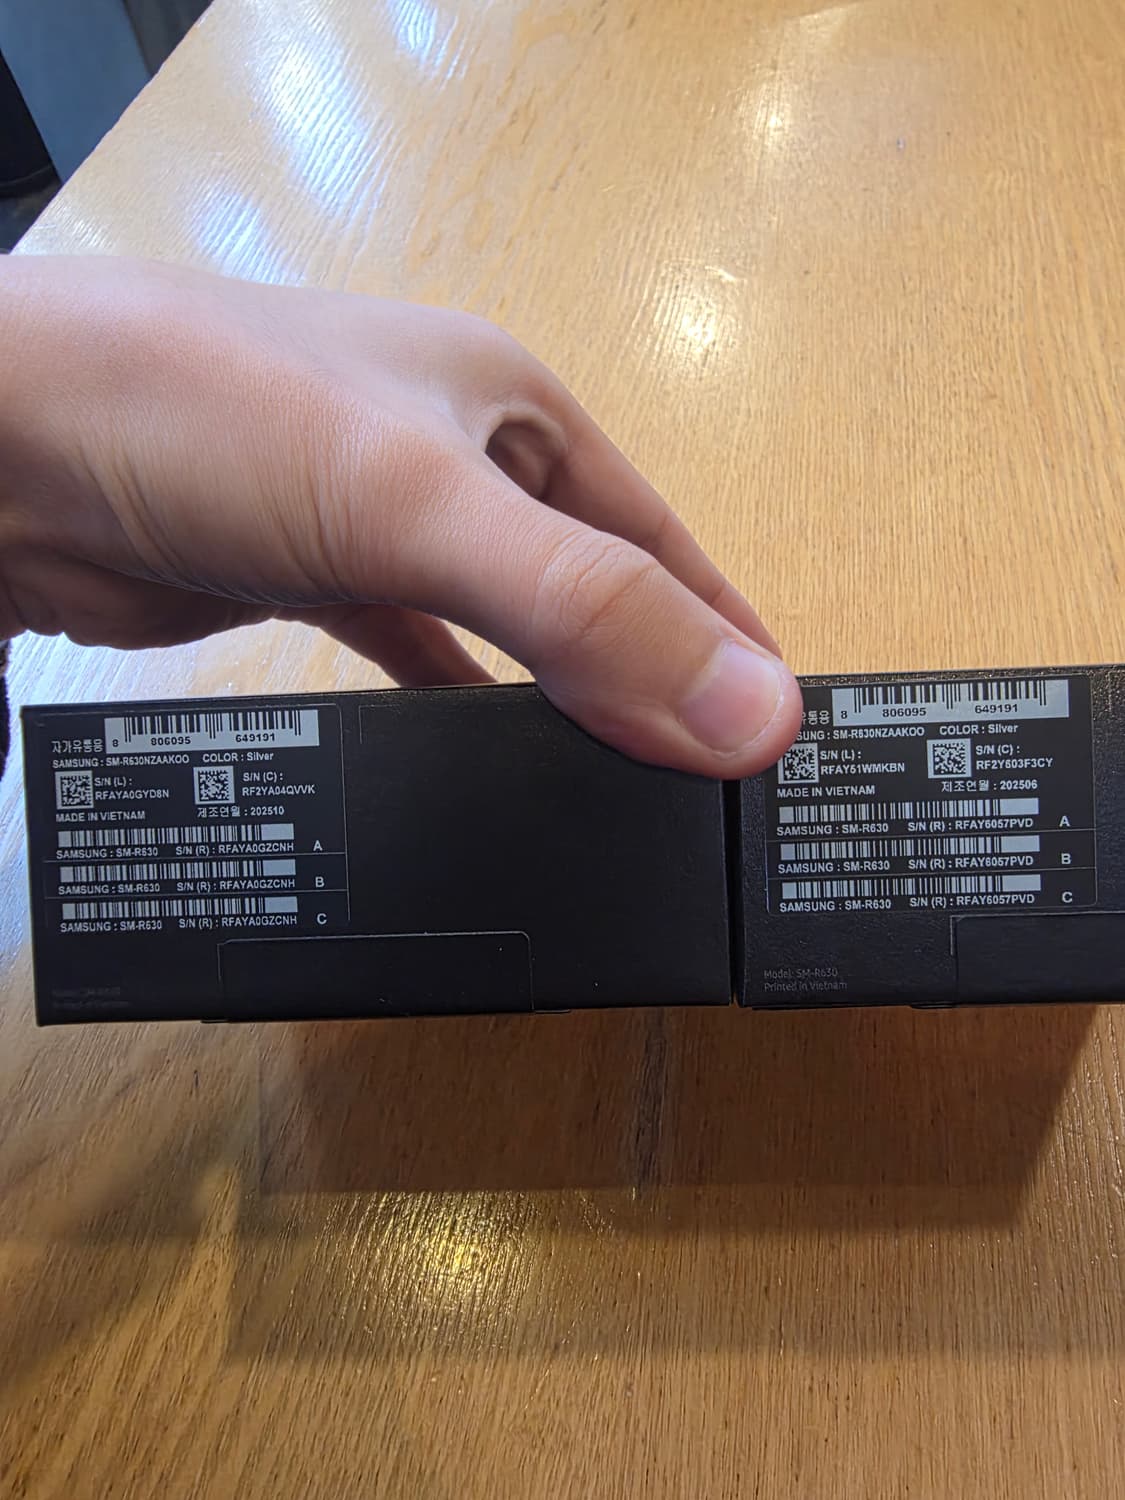 자가유통용
8 806095 649191
SAMSUNG : SM-R630NZAAKOO COLOR : Silver
S/N (L) :
RFAYA0GYD8N
S/N (C) :
RF2YA04QVVK
MADE IN VIETNAM
제조연월 : 202510
SAMSUNG : SM-R630 S/N (R) : RFAYA0GZCNH A
SAMSUNG : SM-R630 S/N (R) : RFAYA0GZCNH B
SAMSUNG : SM-R630 S/N (R) : RFAYA0GZCNH C
통용
8 806095 649191
SUNG : SM-R630NZAAKOO COLOR : Silver
S/N (L) :
RFAY51WMKBN
S/N (C) :
RF2Y503F3CY
MADE IN VIETNAM
제조연월 : 202506
SAMSUNG : SM-R630 S/N (R) : RFAY6057PVD A
SAMSUNG : SM-R630 S/N (R) : RFAY6057PVD B
SAMSUNG : SM-R630 S/N (R) : RFAY6057PVD C
Model: SM-R630
Printed in Vietnam